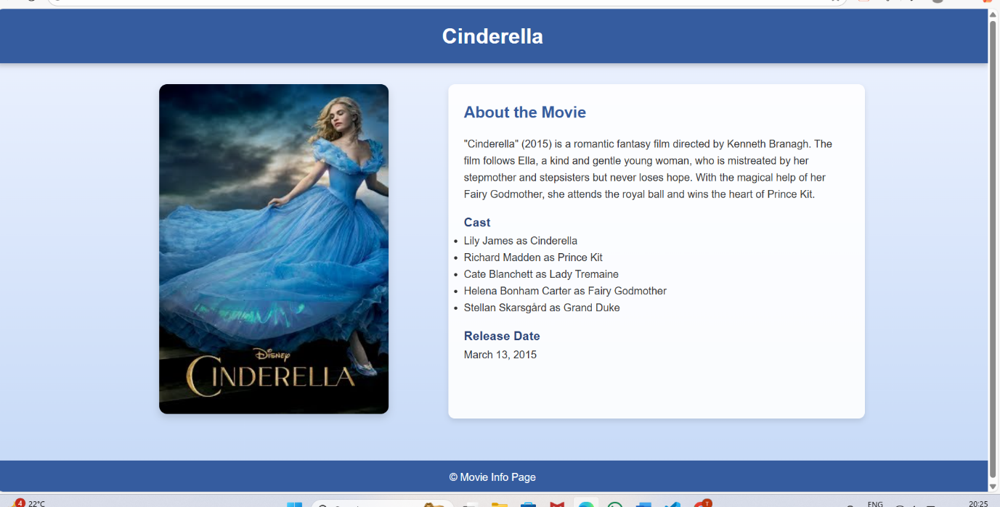 Cinderella
About the Movie
"Cinderella" (2015) is a romantic fantasy film directed by Kenneth Branagh. The
film follows Ella, a kind and gentle young woman, who is mistreated by her
stepmother and stepsisters but never loses hope. With the magical help of her
Fairy Godmother, she attends the royal ball and wins the heart of Prince Kit.
Cast
• Lily James as Cinderella
• Richard Madden as Prince Kit
• Cate Blanchett as Lady Tremaine
• Helena Bonham Carter as Fairy Godmother
• Stellan Skarsgård as Grand Duke
Release Date
March 13, 2015
DISNEY
CINDERELLA
© Movie Info Page
4 22°C
T
ENG
20:25